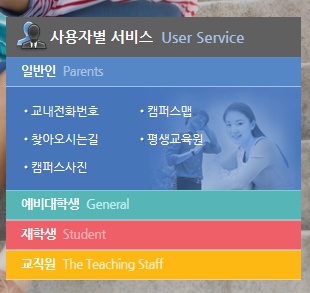 사용자별 서비스 User Service
일반인 Parents
• 교내전화번호 • 캠퍼스맵
• 찾아오시는길 • 평생교육원
• 캠퍼스사진
예비대학생 General
재학생 Student
교직원 The Teaching Staff